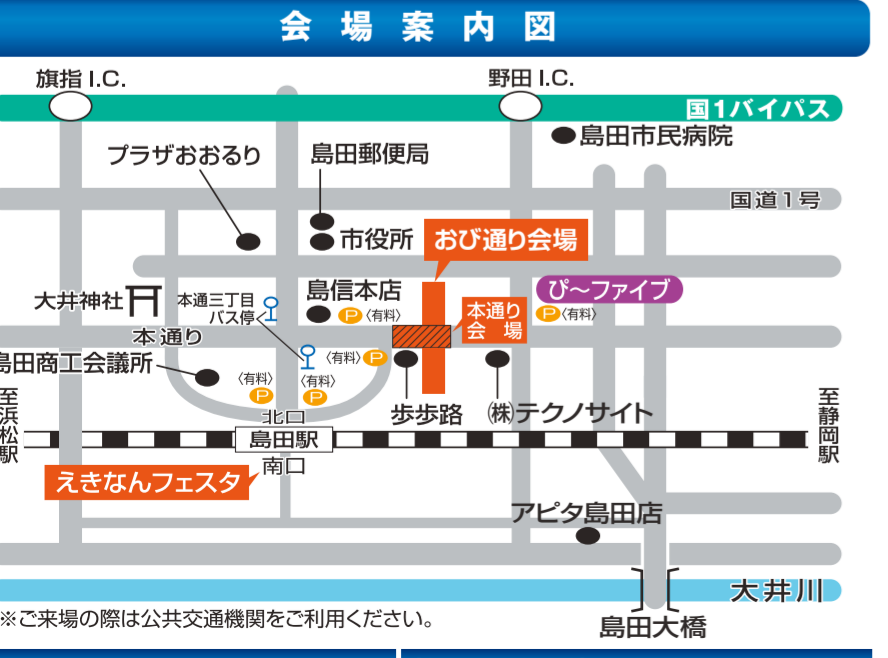 会場案内図
旗指 I.C.
野田 I.C.
国1バイパス
島田市民病院
プラザおおるり
島田郵便局
国道1号
市役所
おび通り会場
大井神社
本通三丁目
バス停
島信本店
P〈有料〉
本通り
会場
ぴ〜ファイブ
P〈有料〉
本通り
島田商工会議所
〈有料〉P
〈有料〉
P
〈有料〉
P
歩歩路
㈱テクノサイト
至浜松駅
北口
島田駅
南口
至静岡駅
えきなんフェスタ
アピタ島田店
大井川
※ご来場の際は公共交通機関をご利用ください。
島田大橋